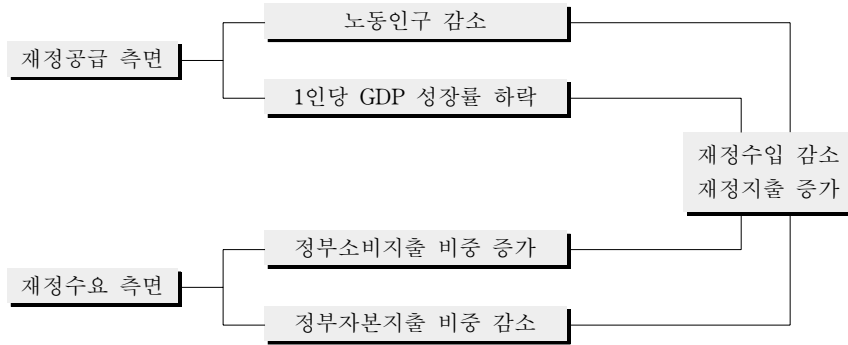 노동인구 감소
재정공급 측면
1인당 GDP 성장률 하락
재정수입 감소
재정지출 증가
정부소비지출 비중 증가
재정수요 측면
정부자본지출 비중 감소